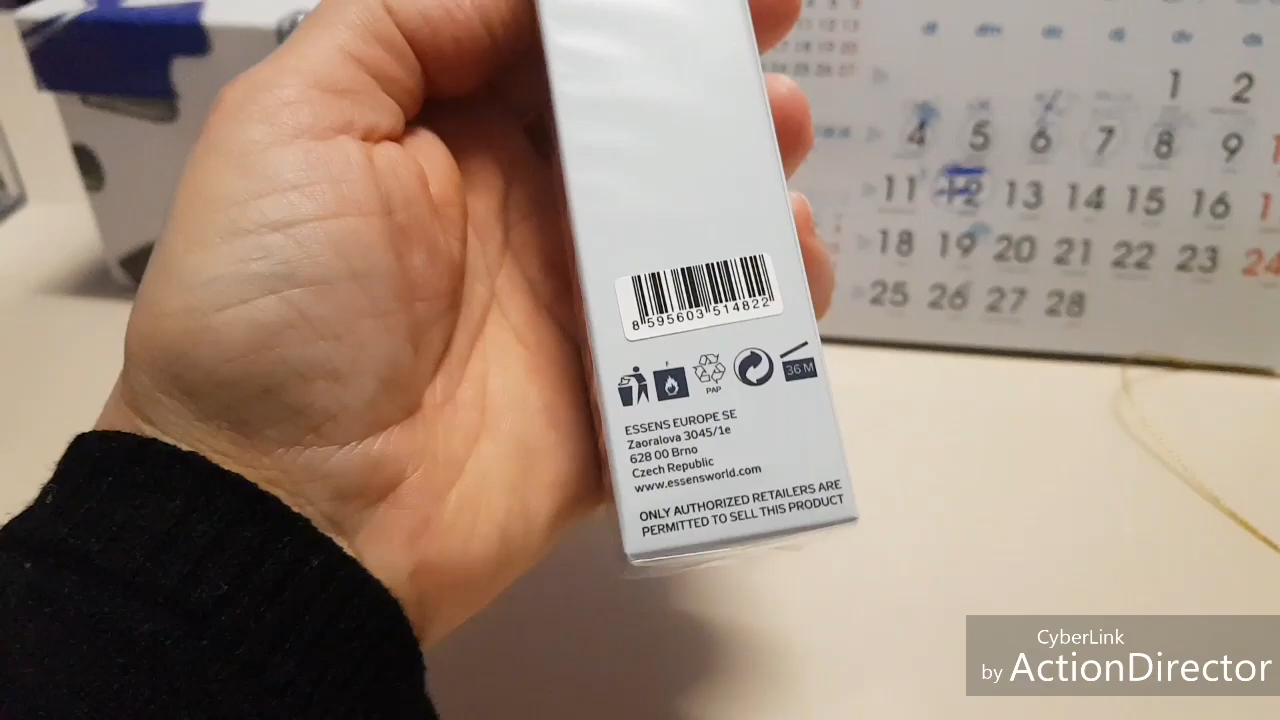 8 595603 514822
F
PAP
36 M
ESSENS EUROPE SE
Zaoralova 3045/1e
628 00 Brno
Czech Republic
www.essensworld.com
ONLY AUTHORIZED RETAILERS ARE
PERMITTED TO SELL THIS PRODUCT
1 2
4 5 6 7 8 9
11 12 13 14 15 16
18 19 20 21 22 23 24
25 26 27 28
CyberLink
by ActionDirector